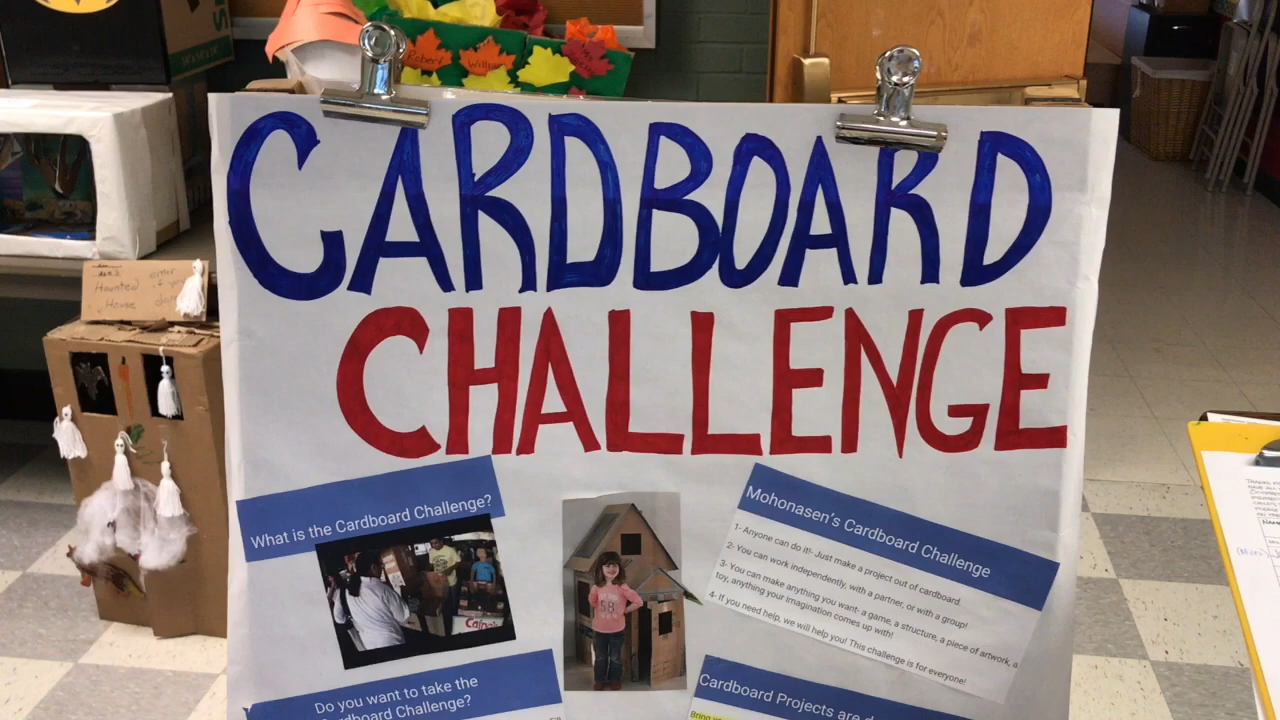 Robert
William
CARDBOARD
CHALLENGE
Haunted
House
What is the Cardboard Challenge?
Mohonasen's Cardboard Challenge
1- Anyone can do it!- Just make a project out of cardboard.
2- You can work independently, with a partner, or with a group!
3- You can make anything you want- a game, a structure, a piece of artwork, a
toy, anything your imagination comes up with!
4- If you need help, we will help you! This challenge is for everyone!
58
Do you want to take the
Cardboard Challenge?
Cardboard Projects are